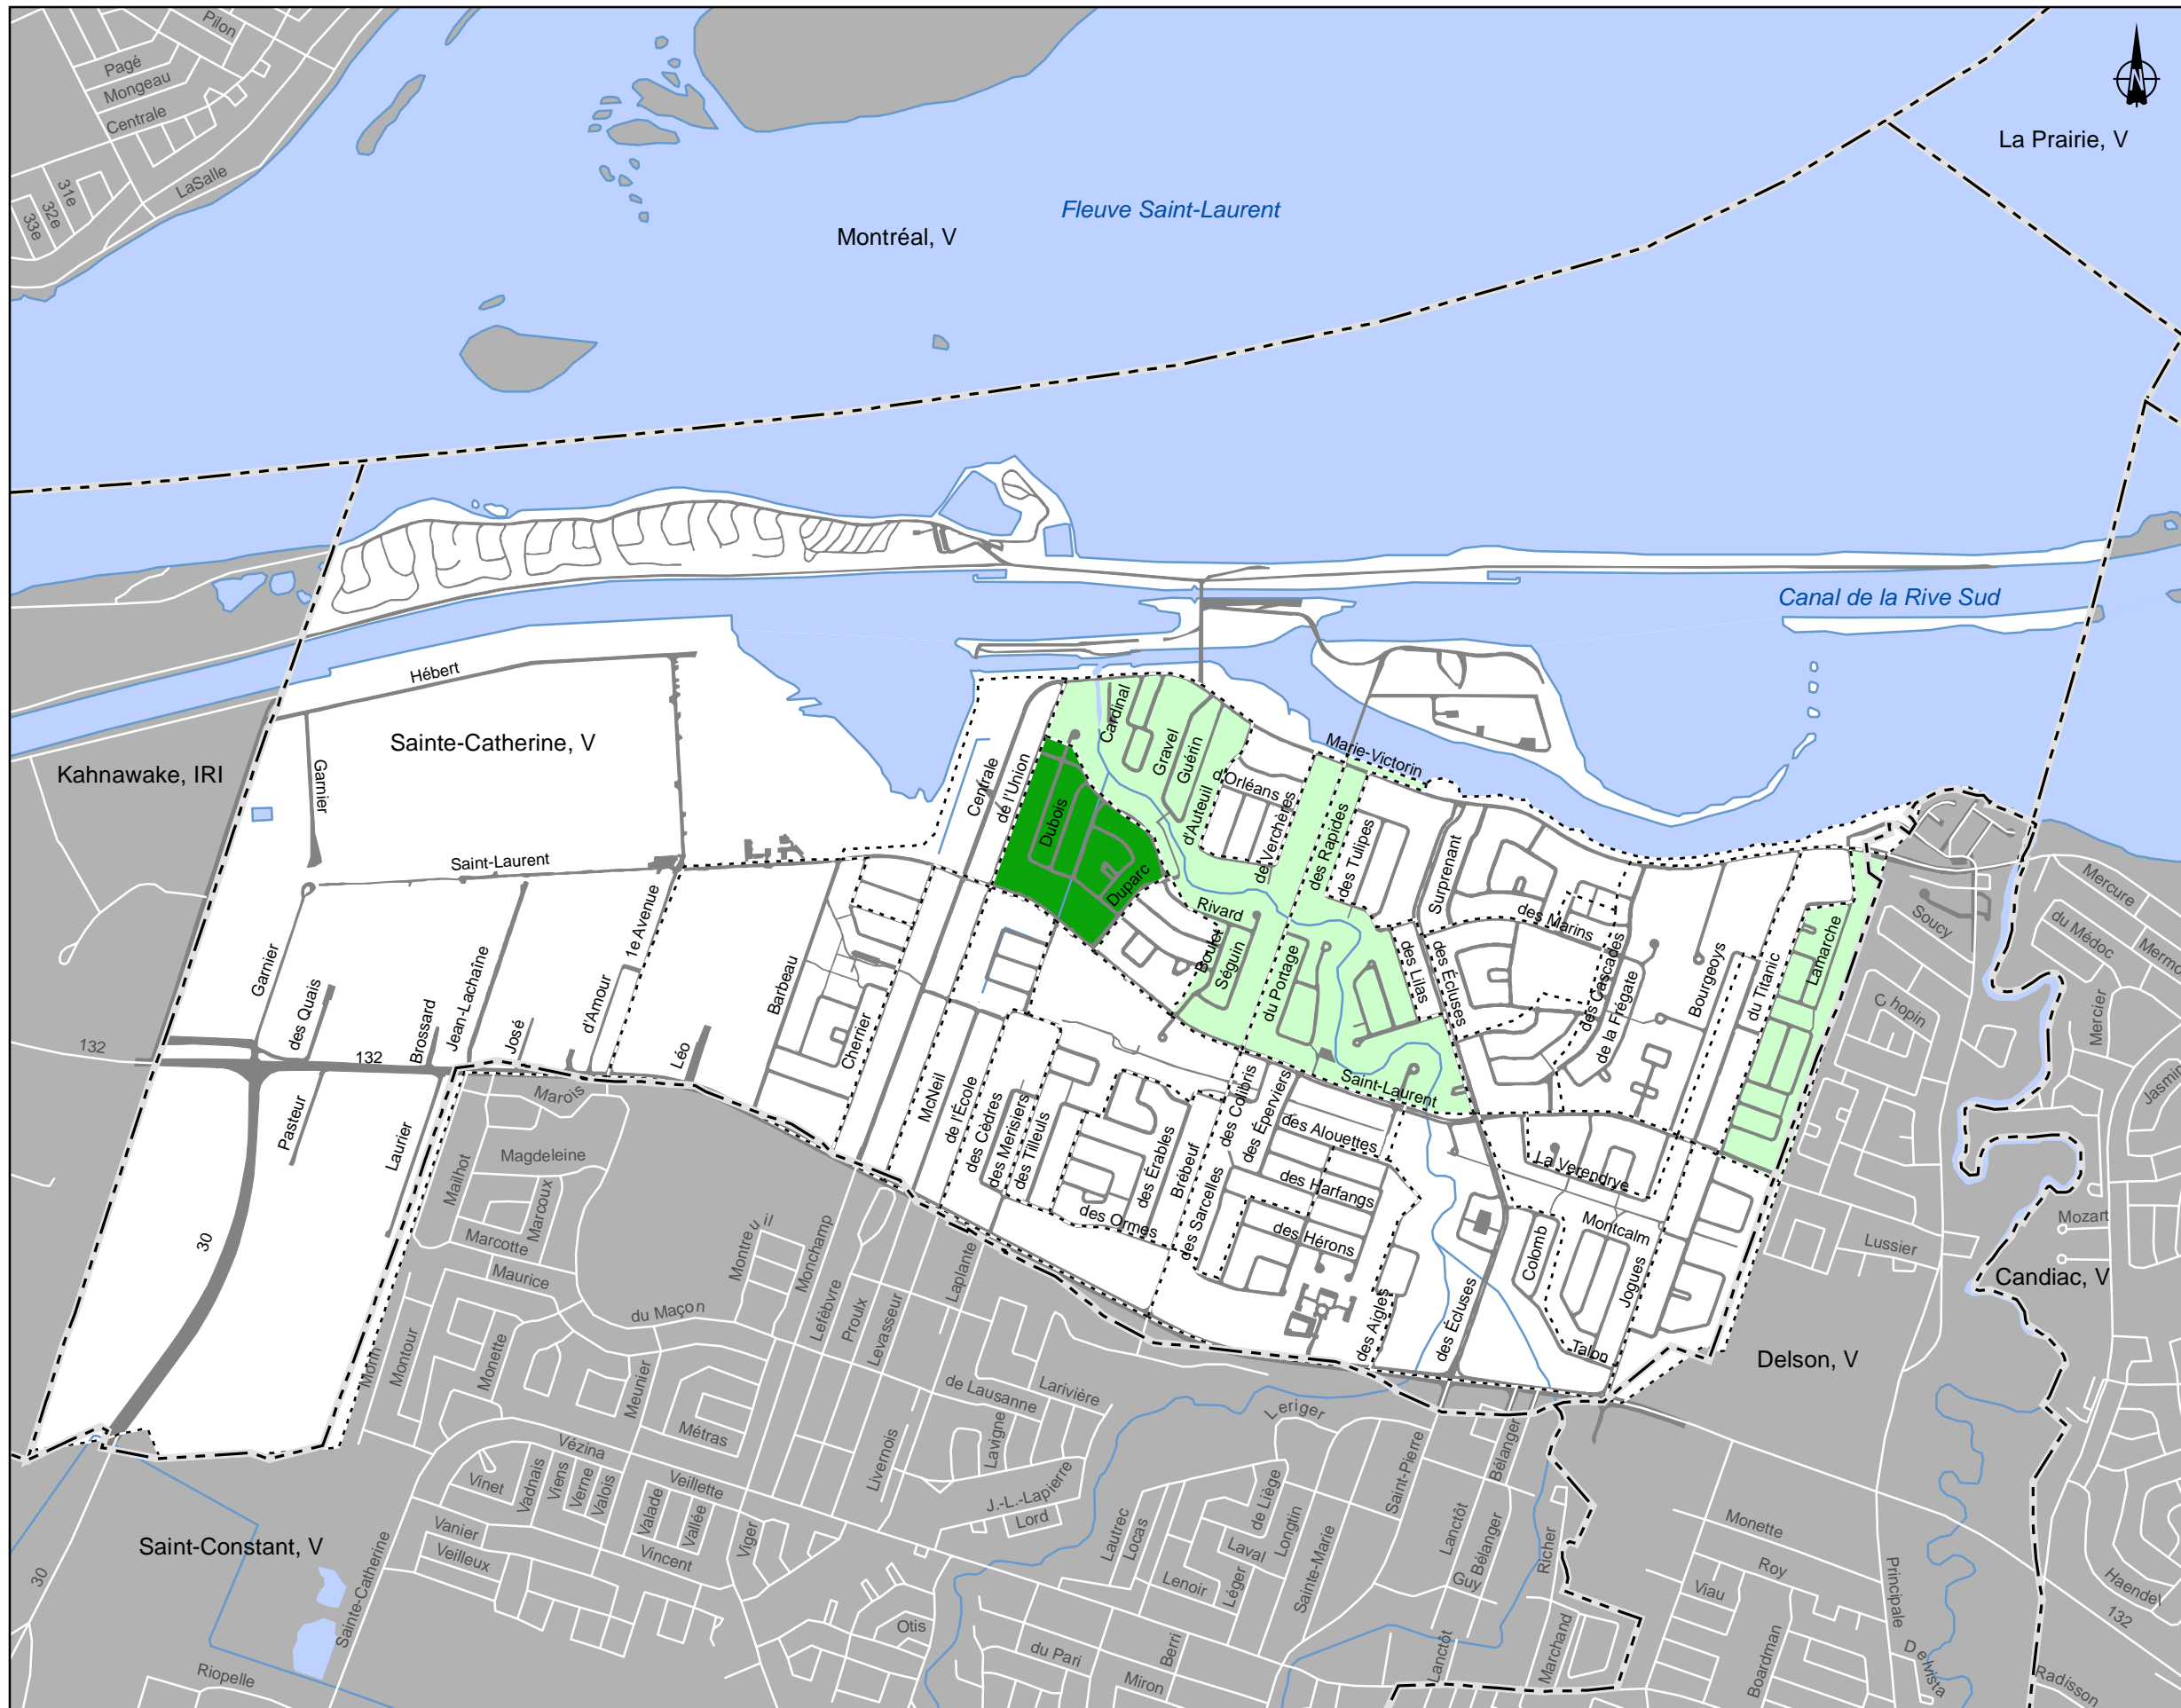 Pilon
Pagé
Mongeau
Centrale
LaSalle
31e
32e
33e
N
La Prairie, V
Fleuve Saint-Laurent
Montréal, V
Canal de la Rive Sud
Hébert
Sainte-Catherine, V
Kahnawake, IRI
Garnier
Saint-Laurent
Centrale
de l'Union
Dubois
Duparc
Cardinal
Gravel
Guérin
d'Auteuil
d'Orléans
de Verchères
Marie-Victorin
des Rapides
des Tulipes
Surprenant
des Marins
des Cascades
de la Frégate
Bourgeoys
du Titanic
Lamarche
Rivard
Boulet
Séguin
du Portage
des Lilas
des Écluses
Saint-Laurent
Soucy
Chopin
Mercure
du Médoc
Mermo
Mercier
Jasmin
Mozart
Lussier
Candiac, V
Delson, V
Garnier
des Quais
132
132
Brossard
Jean-Lachaîne
José
d'Amour
1e Avenue
Léo
Barbeau
Cherrier
McNeil
de l'École
des Cèdres
des Merisiers
des Tilleuls
des Ormes
des Érables
Brébeuf
des Sarcelles
des Colibris
des Éperviers
des Alouettes
des Harfangs
des Hérons
des Aigles
des Écluses
La Verendrye
Montcalm
Colomb
Jogues
Talon
Pasteur
Laurier
30
Marois
Mailhot
Magdeleine
Marcoux
Marcotte
Maurice
Montreuil
Monchamp
du Maçon
Lefèbvre
Proulx
Levasseur
Laplante
Morin
Montour
Monette
Meunier
Métras
de Lausanne
Larivière
Lavigne
Livernois
J.-L.-Lapierre
Lord
Leriger
Vézina
Veillette
Vinet
Vadnais
Viens
Verne
Valois
Valade
Vallée
Viger
Vanier
Veilleux
Vincent
Saint-Constant, V
30
Sainte-Catherine
Riopelle
Otis
Lautrec
Locas
de Liège
Laval
Longtin
Lenoir
Léger
Sainte-Marie
Saint-Pierre
Bélanger
Lanctôt
Bélanger
Guy
Richer
du Pari
Berri
Miron
Lanctôt
Marchand
Monette
Roy
Viau
Boardman
Principale
Delvista
Haendel
132
Radisson